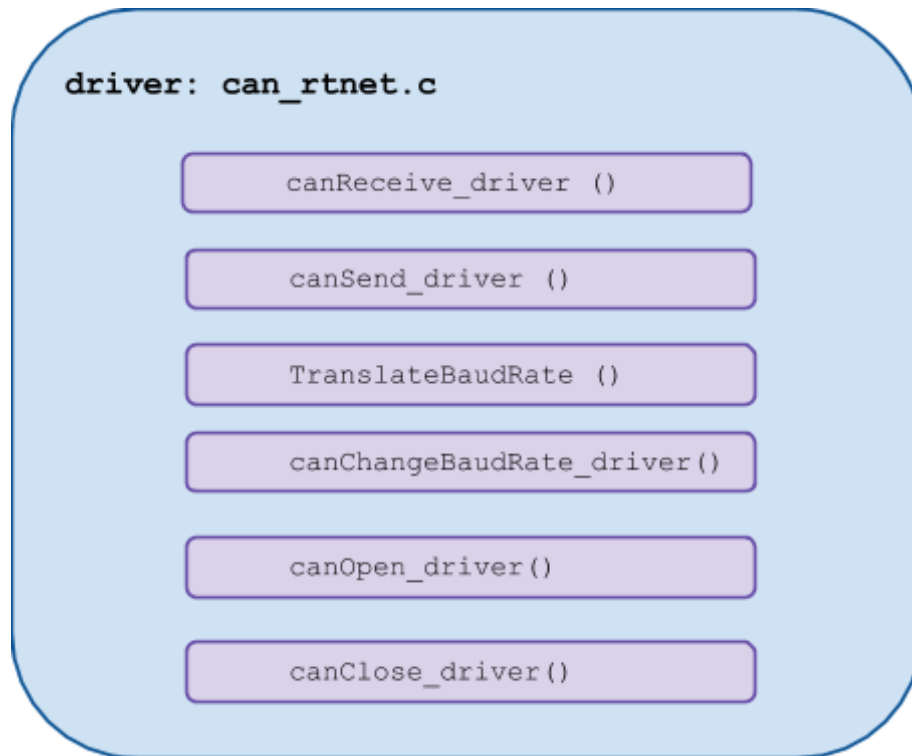 driver: can_rtnet.c
canReceive_driver ()
canSend_driver ()
TranslateBaudRate ()
canChangeBaudRate_driver()
canOpen_driver()
canClose_driver()